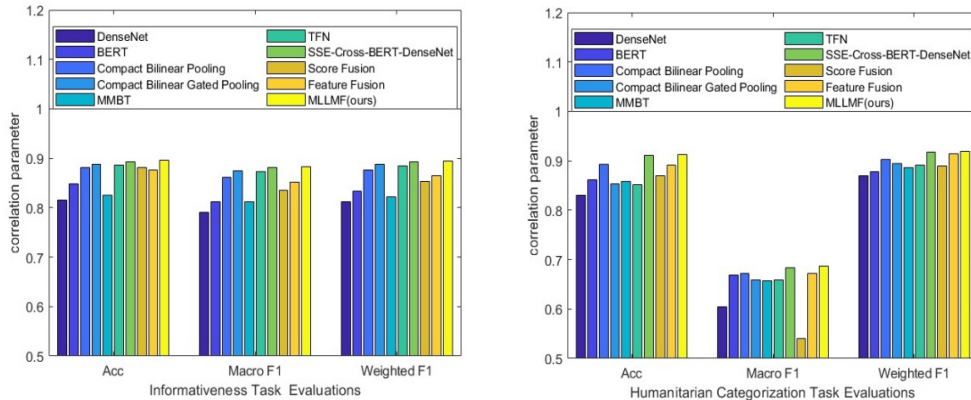 1.2
1.1
1
0.9
0.8
0.7
0.6
0.5
correlation parameter
DenseNet
BERT
Compact Bilinear Pooling
Compact Bilinear Gated Pooling
MMBT
TFN
SSE-Cross-BERT-DenseNet
Score Fusion
Feature Fusion
MLLMF(ours)
Acc
Macro F1
Weighted F1
Informativeness Task  Evaluations
1.2
1.1
1
0.9
0.8
0.7
0.6
0.5
correlation parameter
DenseNet
BERT
Compact Bilinear Pooling
Compact Bilinear Gated Pooling
MMBT
TFN
SSE-Cross-BERT-DenseNet
Score Fusion
Feature Fusion
MLLMF(ours)
Acc
Macro F1
Weighted F1
Humanitarian Categorization Task Evaluations